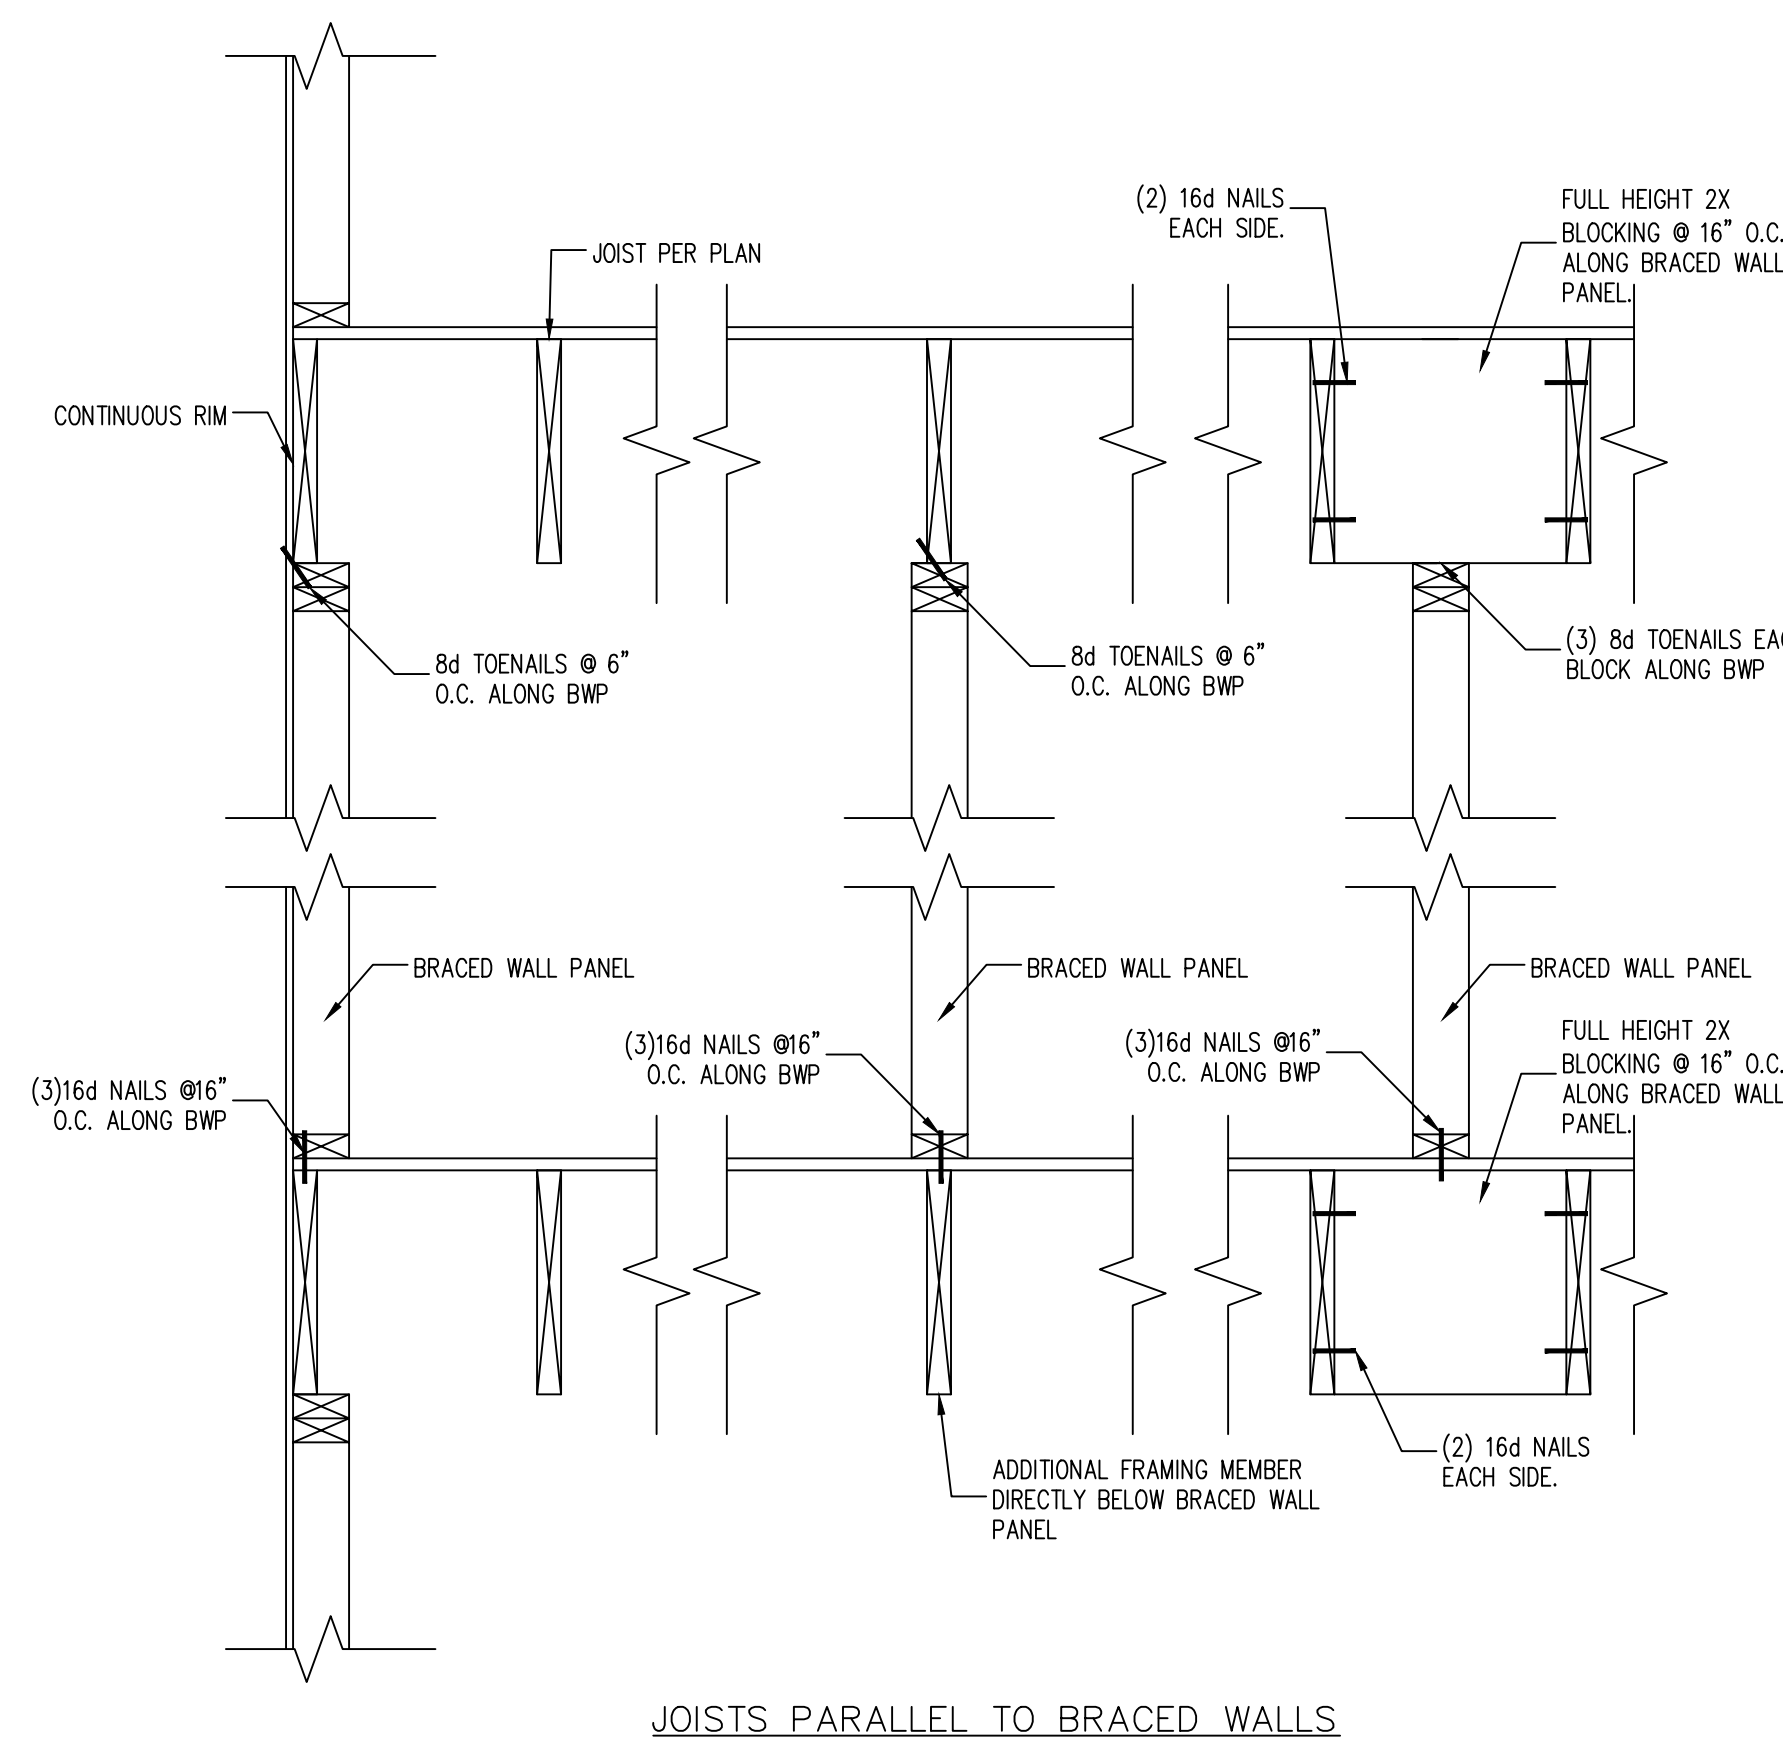 (2) 16d NAILS
EACH SIDE.
FULL HEIGHT 2X
BLOCKING @ 16" O.C.
ALONG BRACED WALL
PANEL.
JOIST PER PLAN
CONTINUOUS RIM
8d TOENAILS @ 6"
O.C. ALONG BWP
8d TOENAILS @ 6"
O.C. ALONG BWP
(3) 8d TOENAILS
BLOCK ALONG BWP
BRACED WALL PANEL
BRACED WALL PANEL
BRACED WALL PANEL
(3)16d NAILS @16"
O.C. ALONG BWP
(3)16d NAILS @16"
O.C. ALONG BWP
(3)16d NAILS @16"
O.C. ALONG BWP
FULL HEIGHT 2X
BLOCKING @ 16" O.C.
ALONG BRACED WALL
PANEL.
ADDITIONAL FRAMING MEMBER
DIRECTLY BELOW BRACED WALL
PANEL
(2) 16d NAILS
EACH SIDE.
JOISTS PARALLEL TO BRACED WALLS